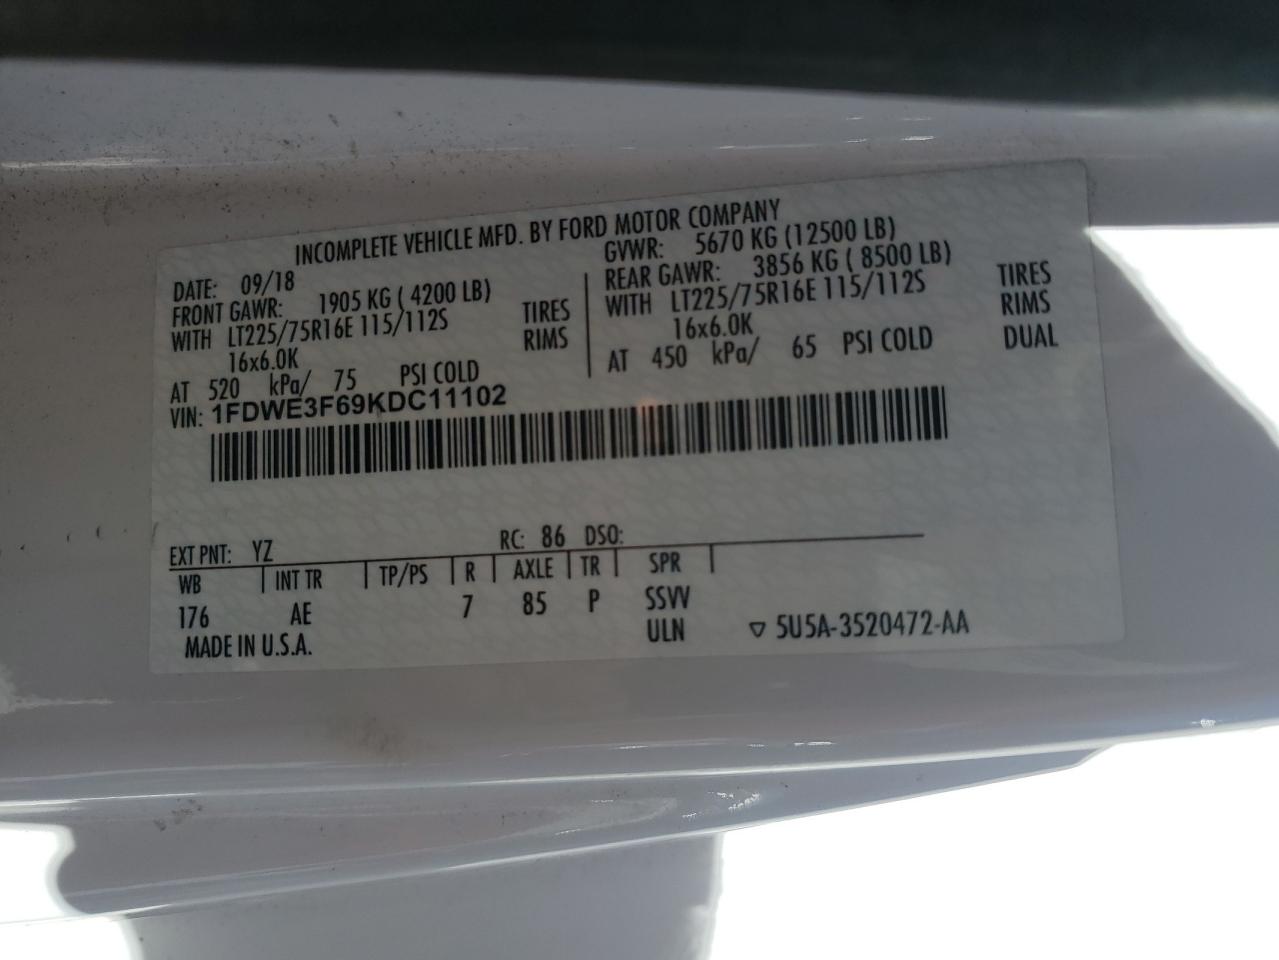 INCOMPLETE VEHICLE MFD. BY FORD MOTOR COMPANY
DATE: 09/18
FRONT GAWR: 1905 KG ( 4200 LB)
WITH LT225/75R16E 115/112S TIRES
16x6.0K RIMS
AT 520 kPa/ 75 PSI COLD
GVWR: 5670 KG (12500 LB)
REAR GAWR: 3856 KG ( 8500 LB)
WITH LT225/75R16E 115/112S TIRES
16x6.0K RIMS
AT 450 kPa/ 65 PSI COLD DUAL
VIN: 1FDWE3F69KDC11102
EXT PNT: YZ RC: 86 DSO:
WB INT TR TP/PS R AXLE TR SPR
176 AE 7 85 P SSVV
MADE IN U.S.A. ULN ▽ 5U5A-3520472-AA